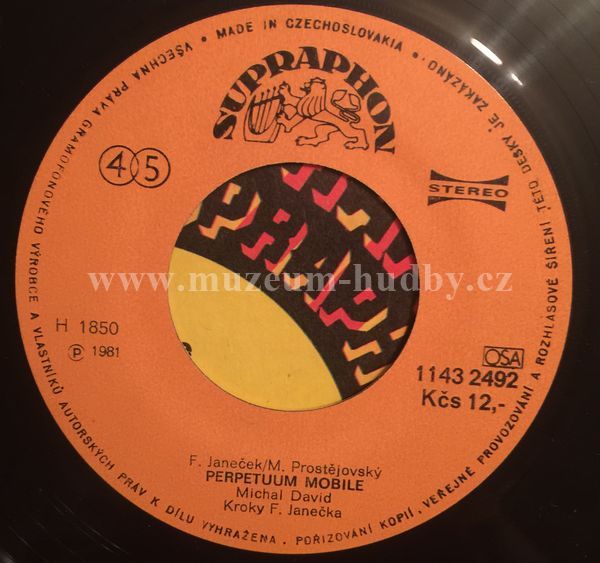 VŠECHNA PRÁVA GRAMOFONOVÉHO VÝROBCE A VLASTNÍKŮ AUTORSKÝCH PRÁV K DÍLU VYHRAŽENA. POŘIZOVÁNÍ KOPIÍ, VEŘEJNÉ PROVOZOVÁNÍ A ROZHLASOVÉ ŠÍŘENÍ TÉTO DESKY JE ZAKÁZÁNO.
• MADE IN CZECHOSLOVAKIA •
SUPRAPHON
45
STEREO
www.muzeum-hudby.cz
H 1850
℗ 1981
OSA
1143 2492
Kčs 12,-
F. Janeček/M. Prostějovský
PERPETUUM MOBILE
Michal David
Kroky F. Janečka